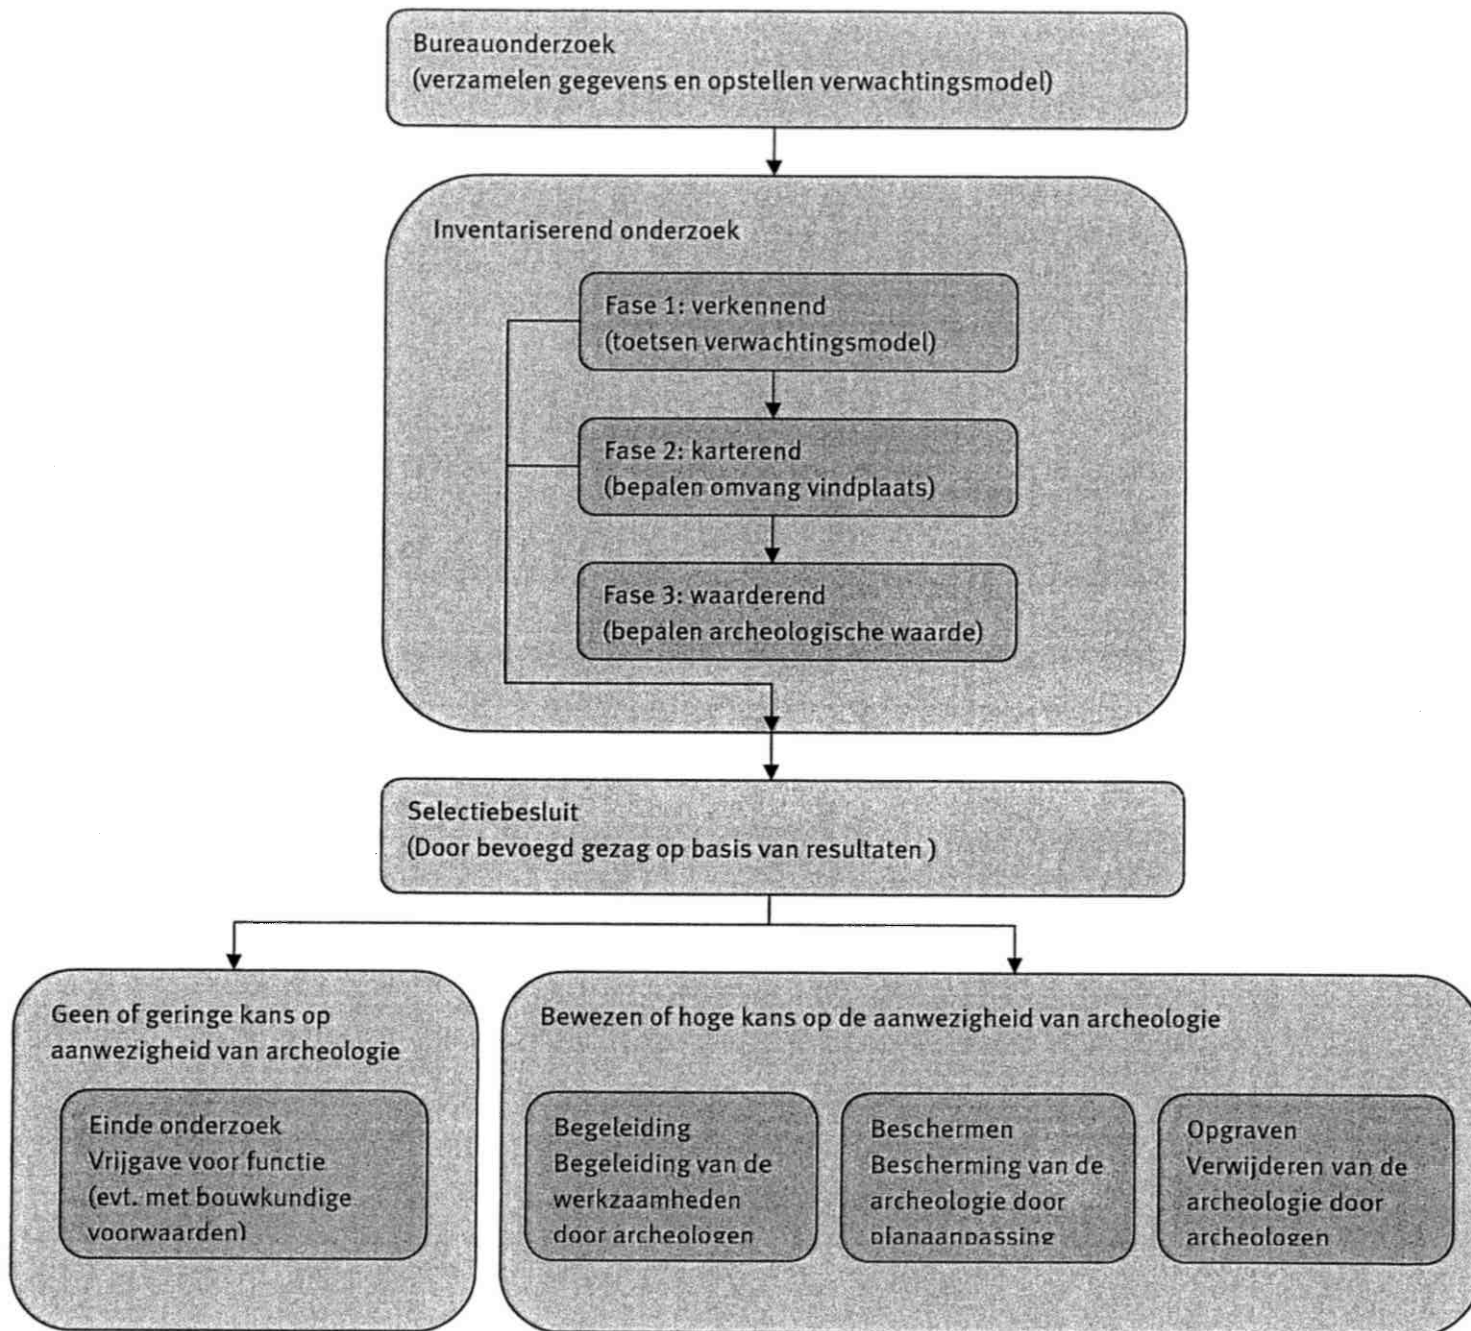 Bureauonderzoek
(verzamelen gegevens en opstellen verwachtingsmodel)
Inventariserend onderzoek
Fase 1: verkennend
(toetsen verwachtingsmodel)
Fase 2: karterend
(bepalen omvang vindplaats)
Fase 3: waarderend
(bepalen archeologische waarde)
Selectiebesluit
(Door bevoegd gezag op basis van resultaten )
Geen of geringe kans op
aanwezigheid van archeologie
Einde onderzoek
Vrijgave voor functie
(evt. met bouwkundige
voorwaarden)
Bewezen of hoge kans op de aanwezigheid van archeologie
Begeleiding
Begeleiding van de
werkzaamheden
door archeologen
Beschermen
Bescherming van de
archeologie door
planaanpassing
Opgraven
Verwijderen van de
archeologie door
archeologen